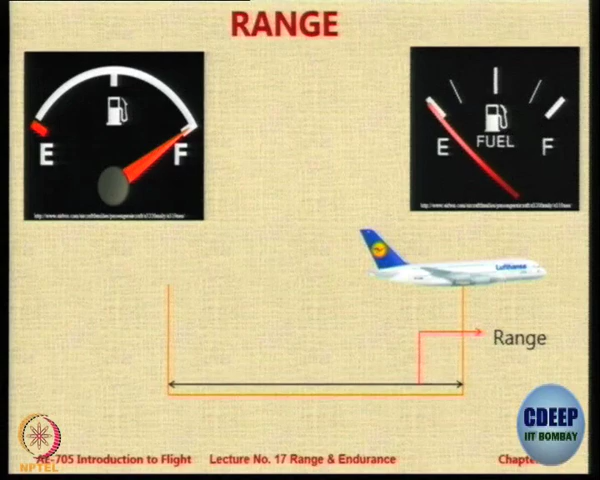 RANGE
E
F
E
FUEL
F
Lufthansa
Range
CDEEP
IIT BOMBAY
NPTEL
AE-705 Introduction to Flight Lecture No. 17 Range & Endurance